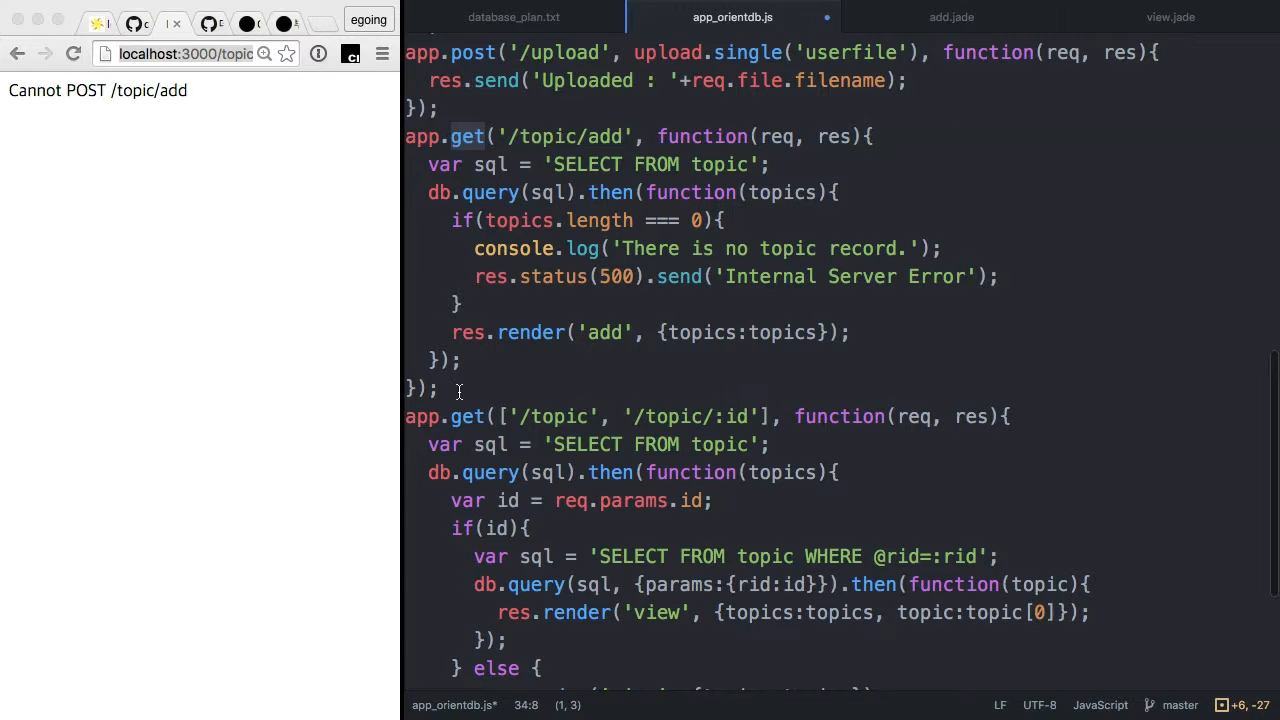 egoing
localhost:3000/topic
Cannot POST /topic/add
database_plan.txt
app_orientdb.js
add.jade
view.jade
app.post('/upload', upload.single('userfile'), function(req, res){
res.send('Uploaded : '+req.file.filename);
});
app.get('/topic/add', function(req, res){
var sql = 'SELECT FROM topic';
db.query(sql).then(function(topics){
if(topics.length === 0){
console.log('There is no topic record.');
res.status(500).send('Internal Server Error');
}
res.render('add', {topics:topics});
});
});
app.get(['/topic', '/topic/:id'], function(req, res){
var sql = 'SELECT FROM topic';
db.query(sql).then(function(topics){
var id = req.params.id;
if(id){
var sql = 'SELECT FROM topic WHERE @rid=:rid';
db.query(sql, {params:{rid:id}}).then(function(topic){
res.render('view', {topics:topics, topic:topic[0]});
});
} else {
app_orientdb.js* 34:8 (1, 3)
LF UTF-8 JavaScript master +6, -27